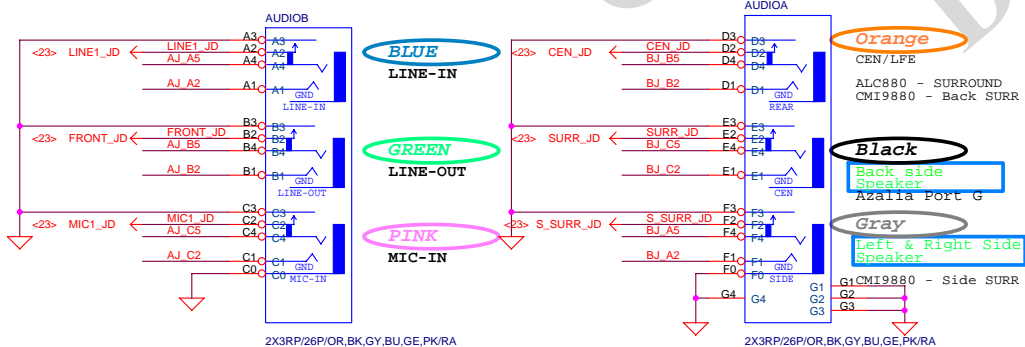 AUDIOB
A3
A3
<23> LINE1_JD
LINE1_JD
A2
A2
AJ_A5
A4
A4
AJ_A2
A1
A1
GND
LINE-IN
BLUE
LINE-IN
B3
B3
<23> FRONT_JD
FRONT_JD
B2
B2
AJ_B5
B4
B4
AJ_B2
B1
B1
GND
LINE-OUT
GREEN
LINE-OUT
C3
C3
<23> MIC1_JD
MIC1_JD
C2
C2
AJ_C5
C4
C4
AJ_C2
C1
C1
GND
C0
C0
MIC-IN
PINK
MIC-IN
2X3RP/26P/OR,BK,GY,BU,GE,PK/RA
AUDIOA
D3
D3
<23> CEN_JD
CEN_JD
D2
D2
BJ_B5
D4
D4
BJ_B2
D1
D1
GND
REAR
Orange
CEN/LFE
ALC880 - SURROUND
CMI9880 - Back SURR
E3
E3
<23> SURR_JD
SURR_JD
E2
E2
BJ_C5
E4
E4
BJ_C2
E1
E1
GND
CEN
Black
Back side
Speaker
Azalia Port G
F3
F3
<23> S_SURR_JD
S_SURR_JD
F2
F2
BJ_A5
F4
F4
BJ_A2
F1
F1
GND
F0
F0
SIDE
Gray
Left & Right Side
Speaker
CMI9880 - Side SURR
G4
G4
G1
G1
G2
G2
G3
G3
2X3RP/26P/OR,BK,GY,BU,GE,PK/RA